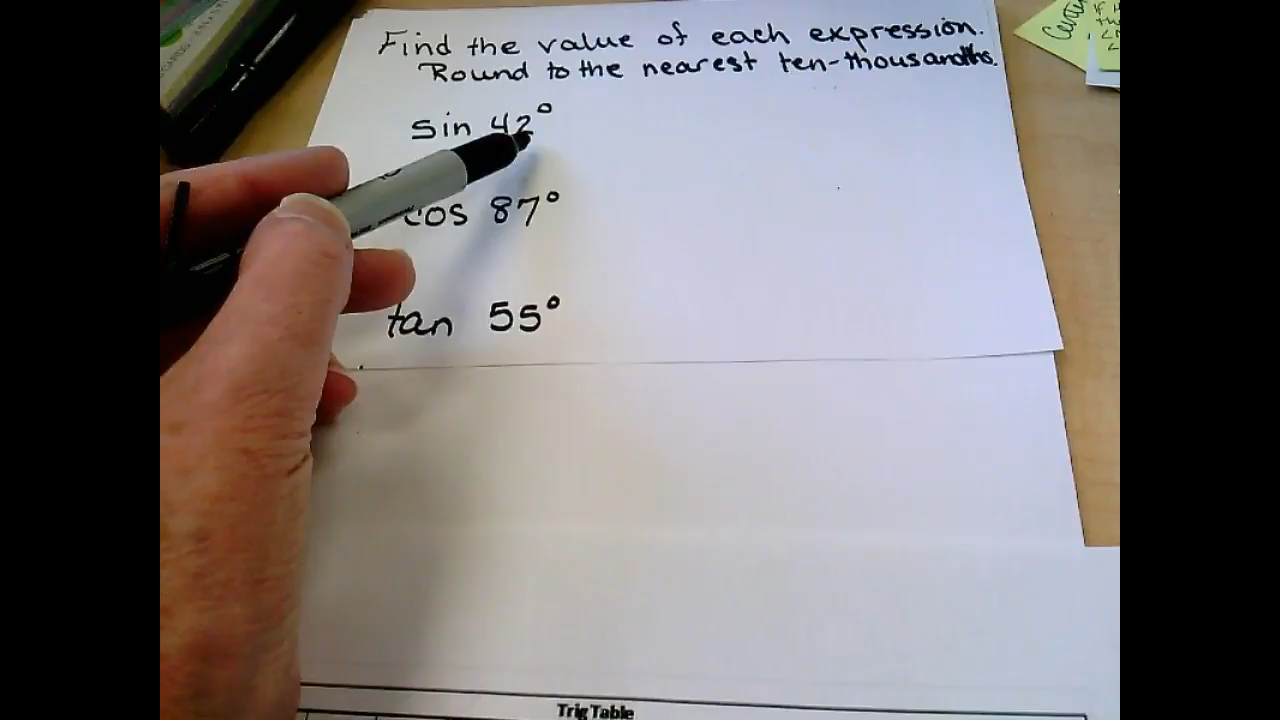 Find the value of each expression.
Round to the nearest ten-thousandths.
sin 42°
cos 87°
tan 55°
Trig Table